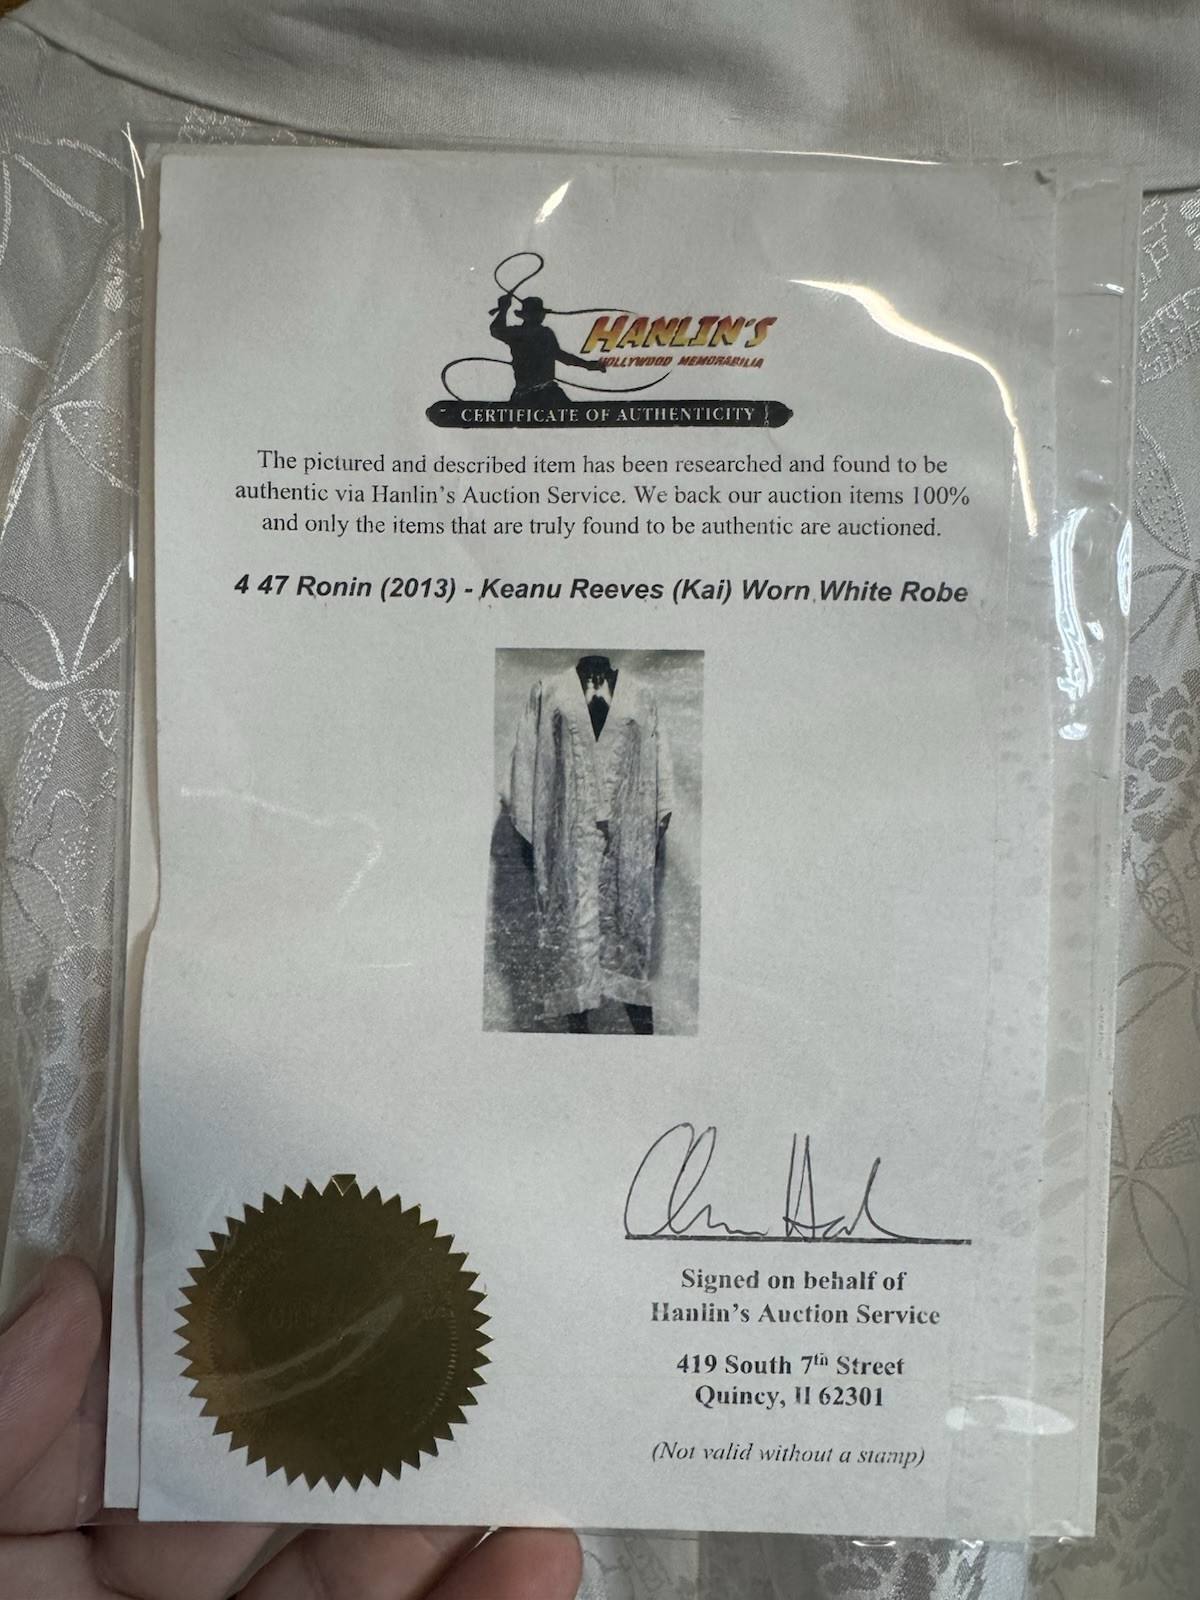 HANLIN'S
HOLLYWOOD MEMORABILIA
CERTIFICATE OF AUTHENTICITY
The pictured and described item has been researched and found to be
authentic via Hanlin's Auction Service. We back our auction items 100%
and only the items that are truly found to be authentic are auctioned.
4 47 Ronin (2013) - Keanu Reeves (Kai) Worn White Robe
Signed on behalf of
Hanlin's Auction Service
419 South 7th Street
Quincy, Il 62301
(Not valid without a stamp)